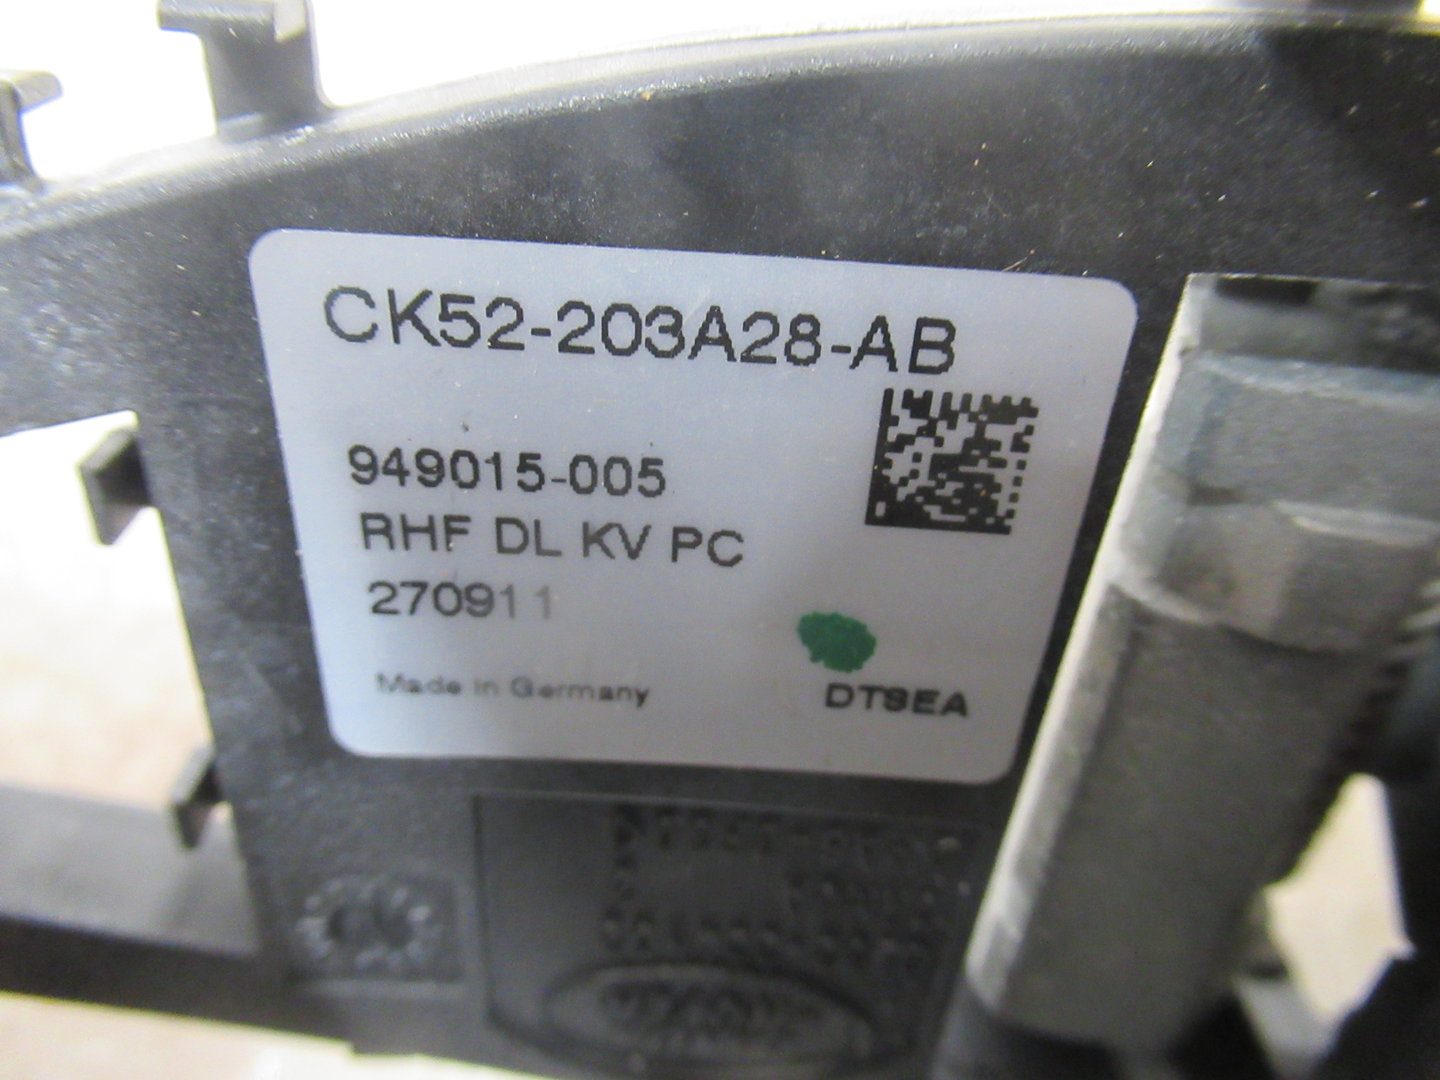 CK52-203A28-AB
949015-005
RHF DL KV PC
270911
Made in Germany
DTSEA